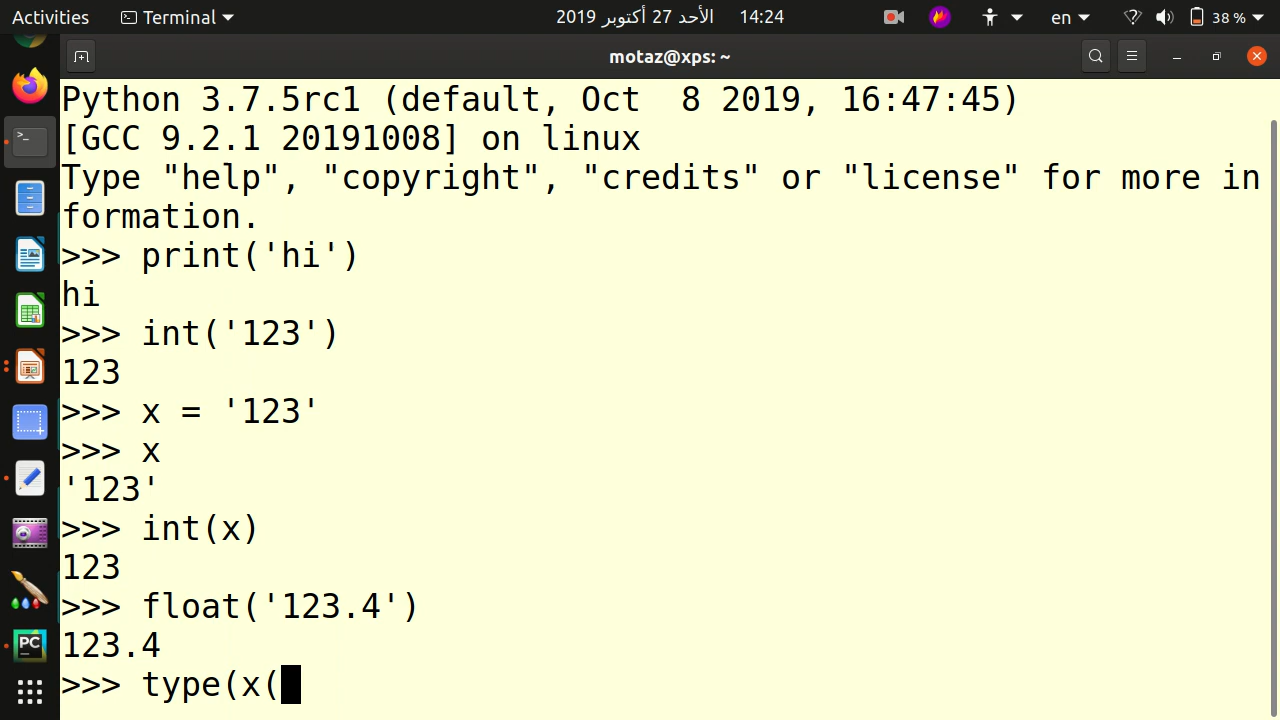 Activities Terminal الأحد 27 أكتوبر 2019 14:24 en 38 %
motaz@xps: ~
Python 3.7.5rc1 (default, Oct  8 2019, 16:47:45)
[GCC 9.2.1 20191008] on linux
Type "help", "copyright", "credits" or "license" for more in
formation.
>>> print('hi')
hi
>>> int('123')
123
>>> x = '123'
>>> x
'123'
>>> int(x)
123
>>> float('123.4')
123.4
>>> type(x(
PC